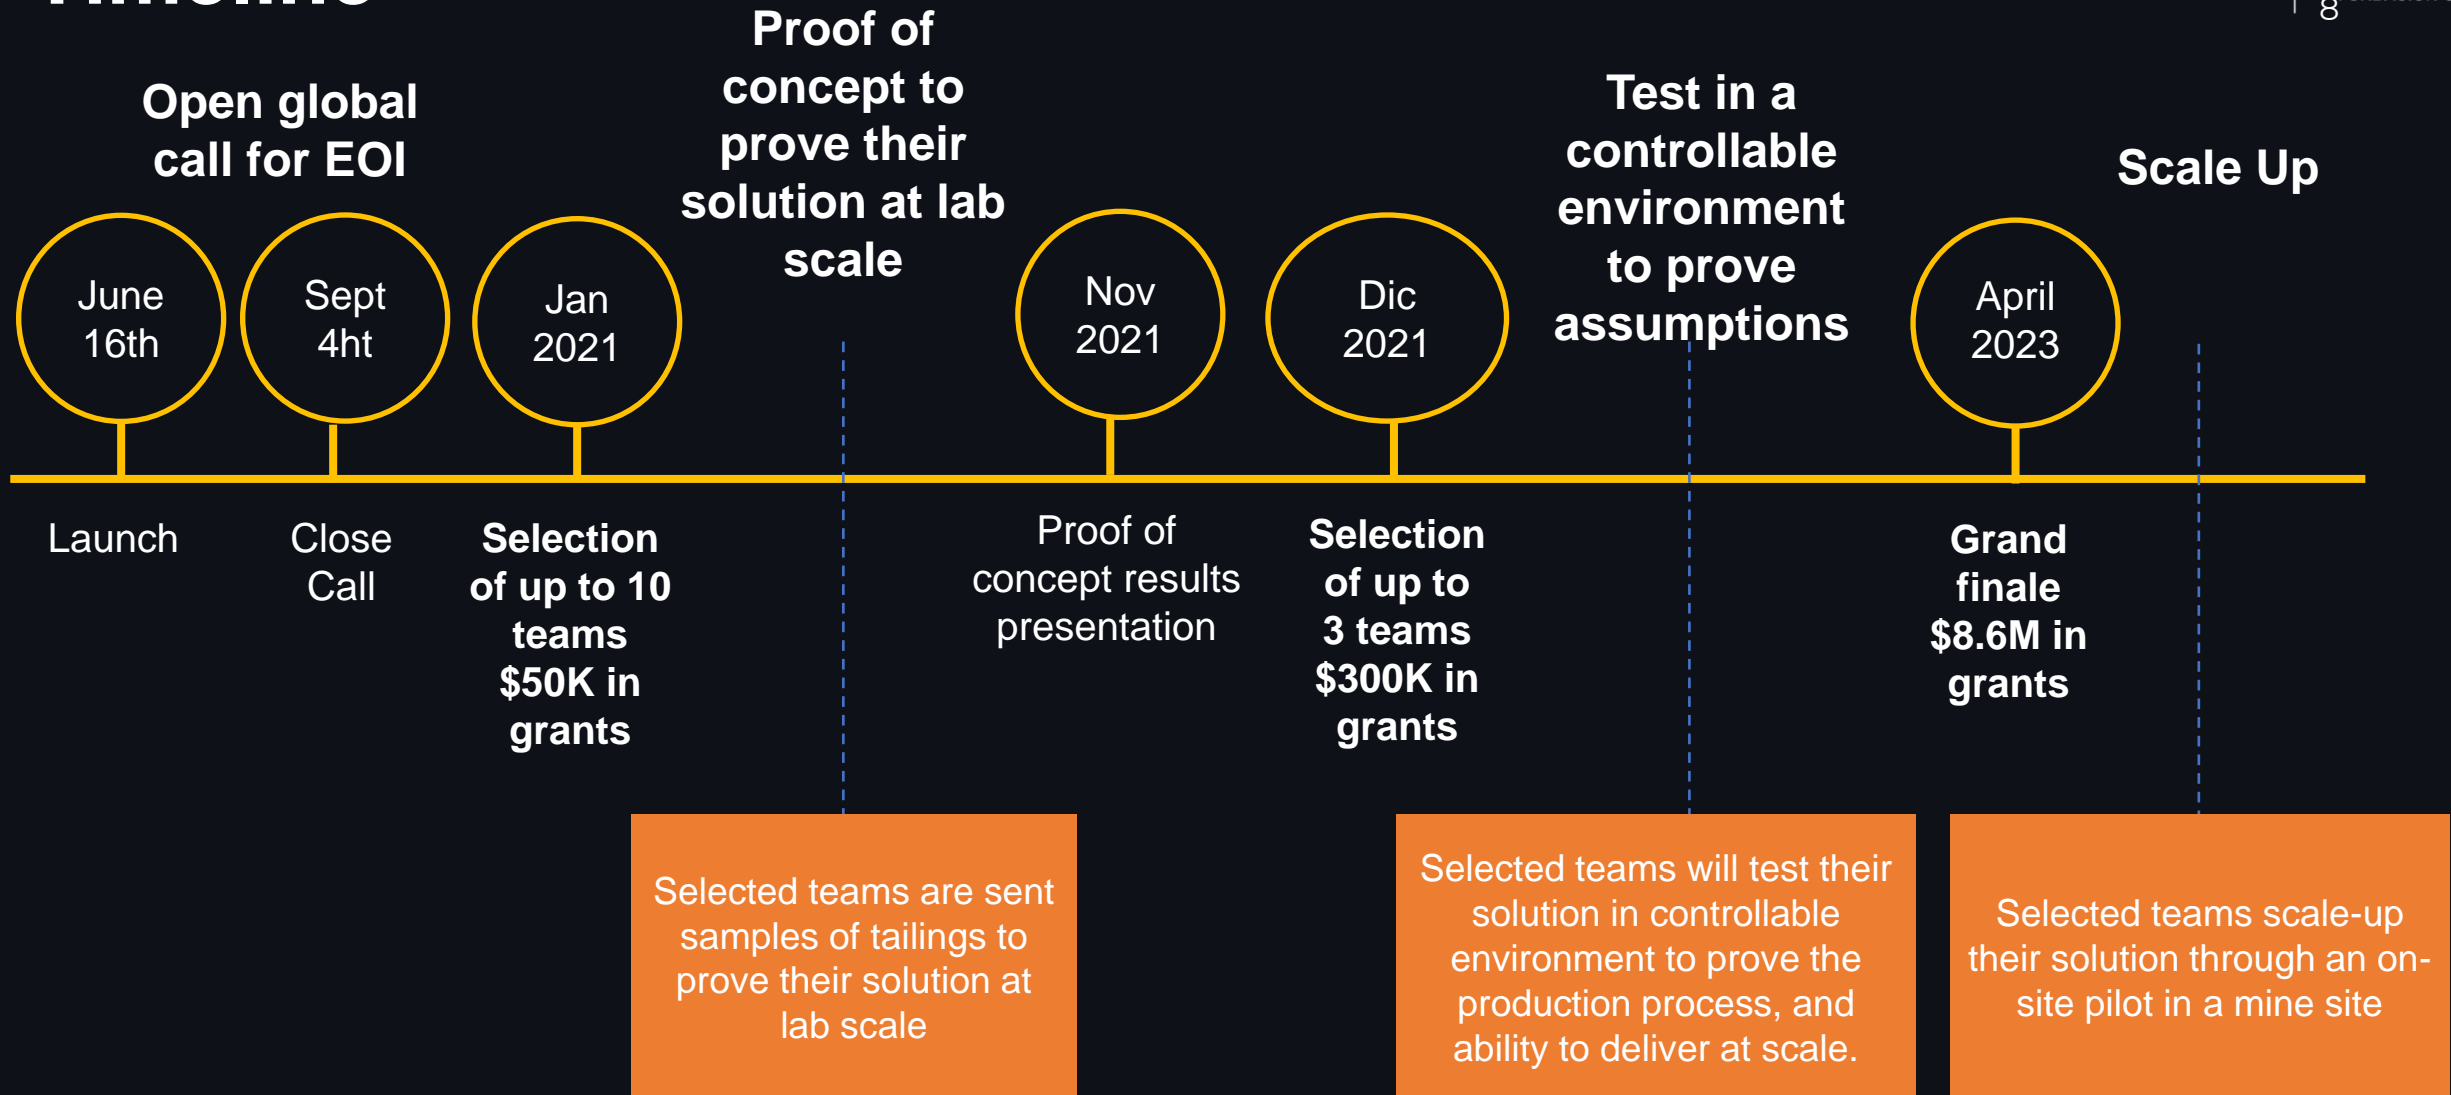 Timeline
8
Open global
call for EOI
Proof of
concept to
prove their
solution at lab
scale
Test in a
controllable
environment
to prove
assumptions
Scale Up
June
16th
Sept
4ht
Jan
2021
Nov
2021
Dic
2021
April
2023
Launch
Close
Call
Selection
of up to 10
teams
$50K in
grants
Proof of
concept results
presentation
Selection
of up to
3 teams
$300K in
grants
Grand
finale
$8.6M in
grants
Selected teams are sent
samples of tailings to
prove their solution at
lab scale
Selected teams will test their
solution in controllable
environment to prove the
production process, and
ability to deliver at scale.
Selected teams scale-up
their solution through an on-
site pilot in a mine site